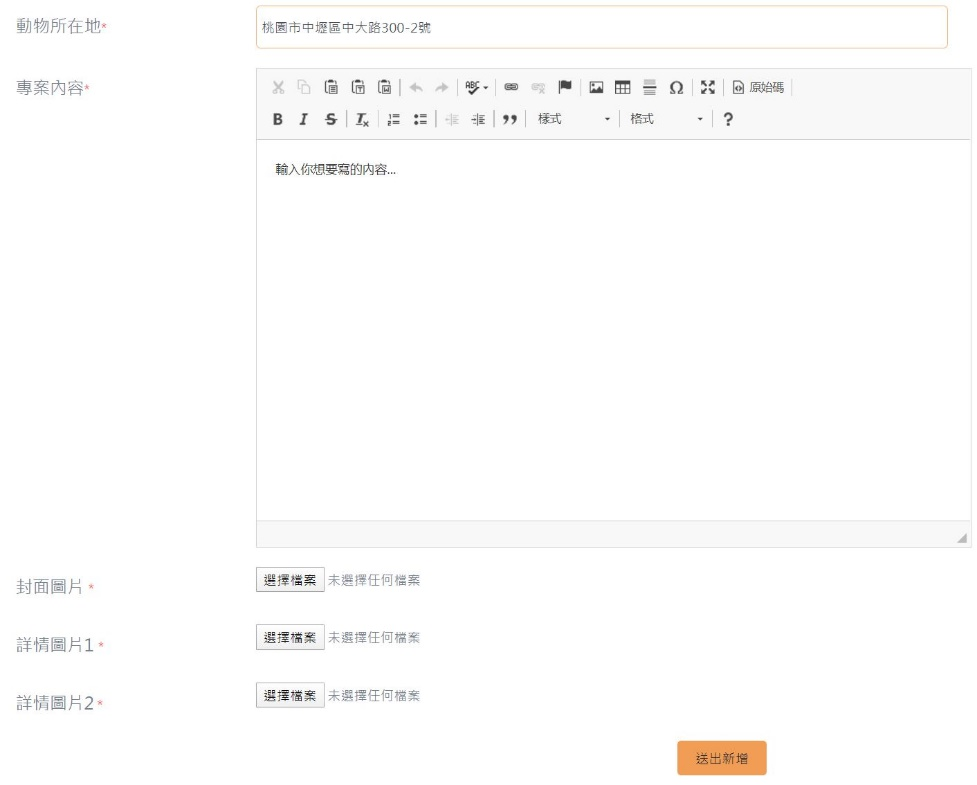 動物所在地*
桃園市中壢區中大路300-2號
專案內容*
ABC
Ω
原始碼
B I S Tx
樣式
格式
?
輸入你想要寫的内容...
封面圖片 *
選擇檔案 未選擇任何檔案
詳情圖片1 *
選擇檔案 未選擇任何檔案
詳情圖片2 *
選擇檔案 未選擇任何檔案
送出新增